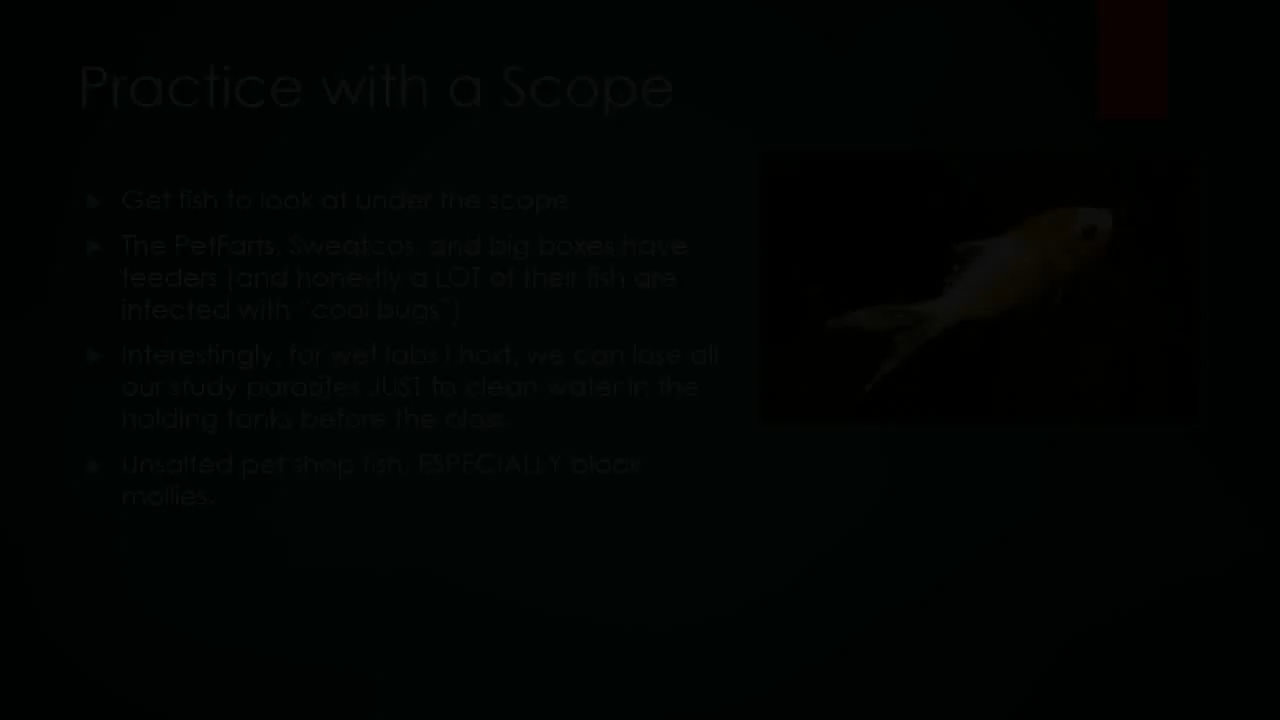 Practice with a Scope
Get fish to look at under the scope
The PetFarts, Sweatcos, and big boxes have
feeders (and honestly a LOT of their fish are
infected with "cool bugs")
Interestingly, for wet labs I host, we can lose all
our study parasites JUST to clean water in the
holding tanks before the class.
Unsalted pet shop fish, ESPECIALLY black
mollies.